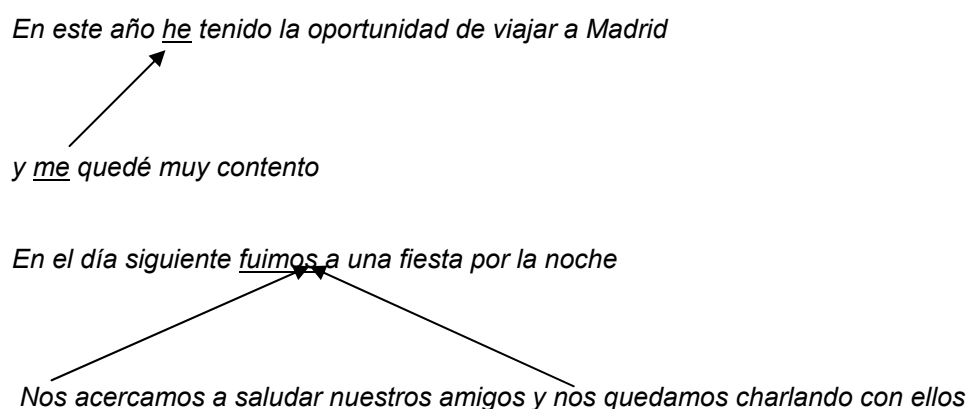 En este año he tenido la oportunidad de viajar a Madrid
y me quedé muy contento
En el día siguiente fuimos a una fiesta por la noche
Nos acercamos a saludar nuestros amigos y nos quedamos charlando con ellos